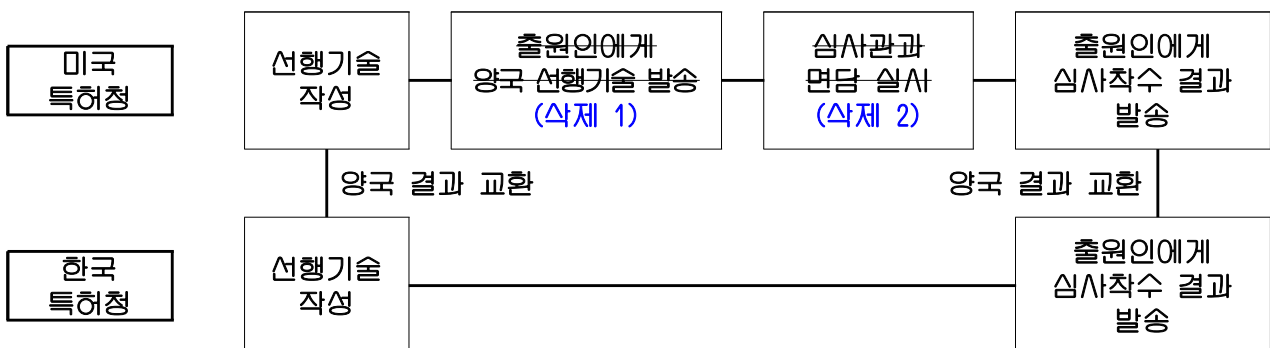 미국
특허청
선행기술
작성
출원인에게
양국 선행기술 발송
(삭제 1)
심사관과
면담 실사
(삭제 2)
출원인에게
심사착수 결과
발송
양국 결과 교환
양국 결과 교환
한국
특허청
선행기술
작성
출원인에게
심사착수 결과
발송